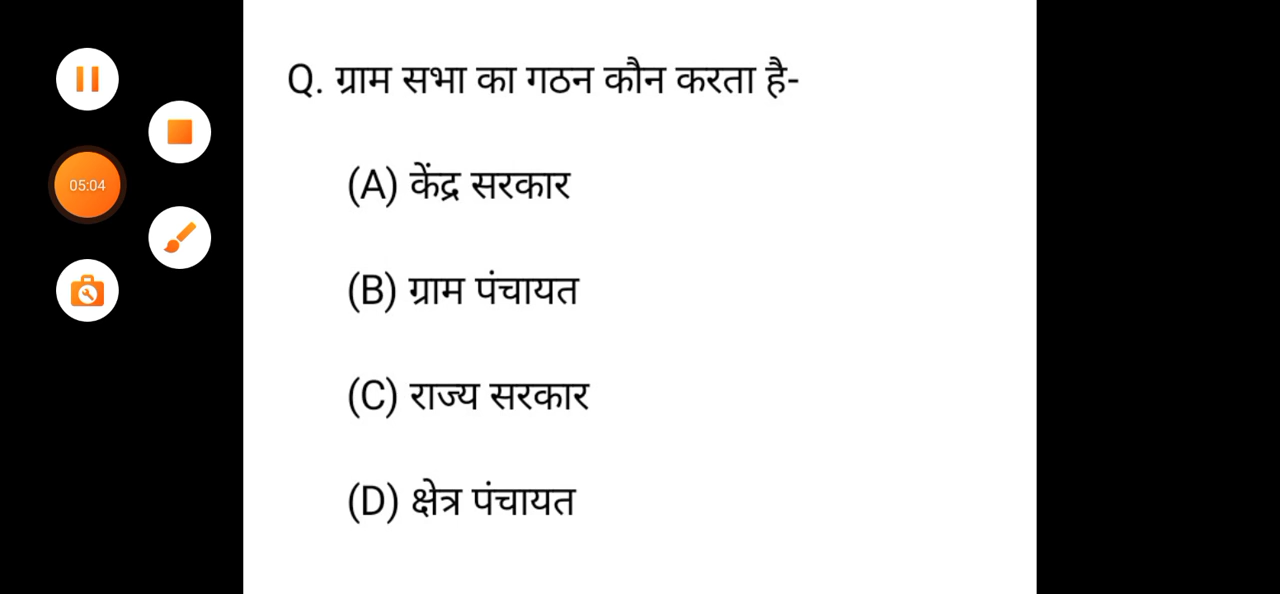 Q. ग्राम सभा का गठन कौन करता है-
(A) केंद्र सरकार
(B) ग्राम पंचायत
(C) राज्य सरकार
(D) क्षेत्र पंचायत
05:04